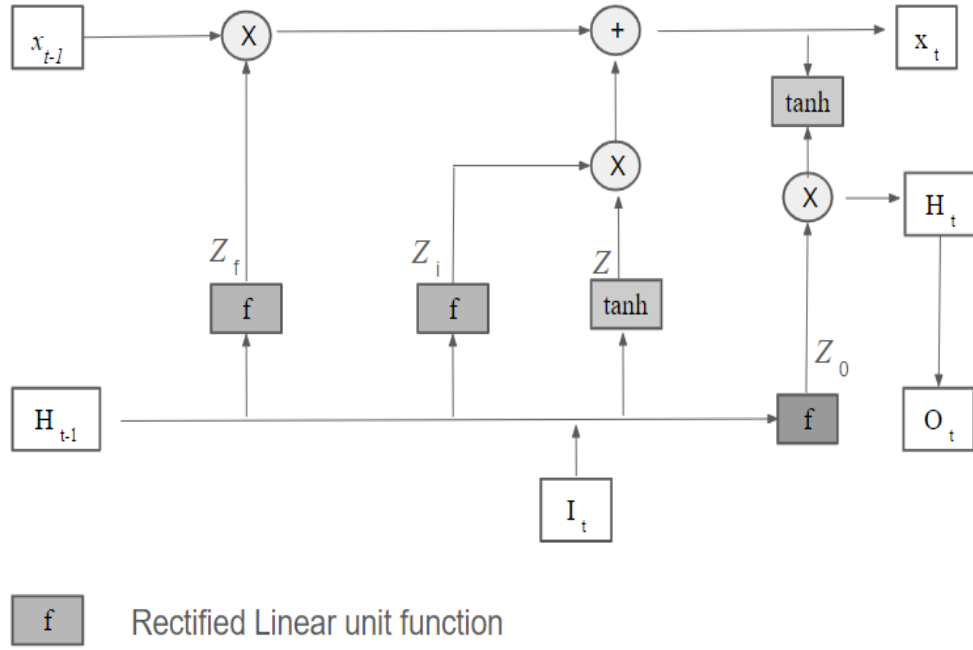 x t-1
X
+
x t
tanh
X
X
H t
Z f
Z i
Z
f
f
tanh
Z 0
H t-1
f
O t
I t
f Rectified Linear unit function